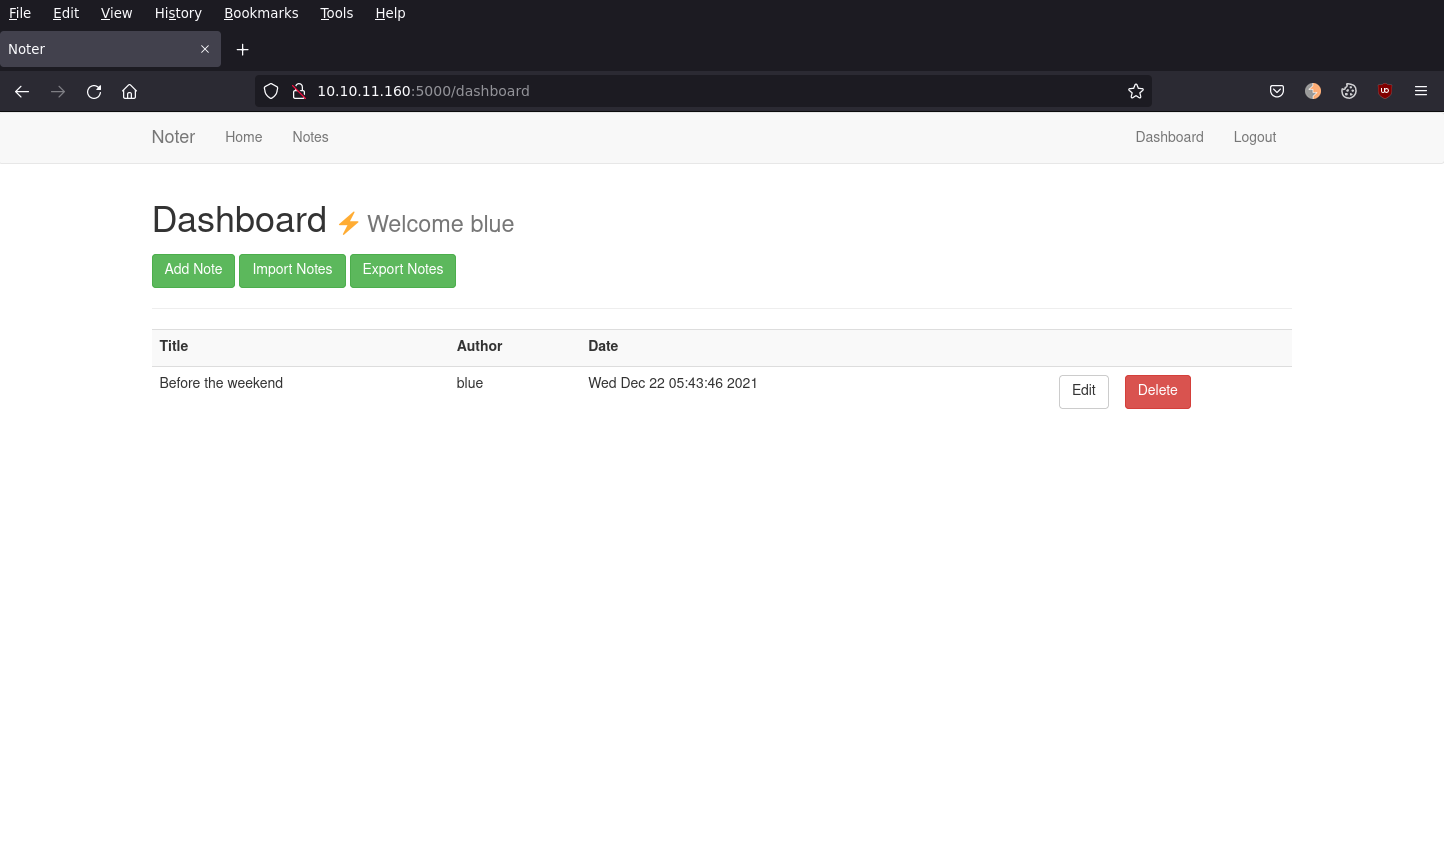 File Edit View History Bookmarks Tools Help
Noter
10.10.11.160:5000/dashboard
Noter Home Notes Dashboard Logout
Dashboard ⚡ Welcome blue
Add Note Import Notes Export Notes
Title Author Date
Before the weekend blue Wed Dec 22 05:43:46 2021 Edit Delete